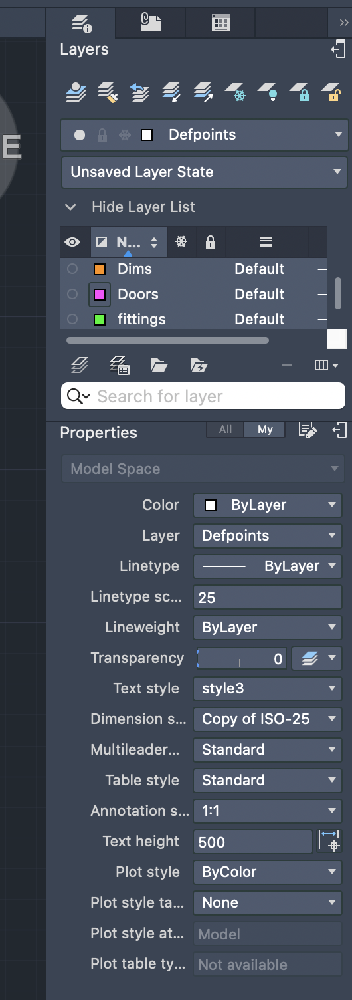 Layers
E
Defpoints
Unsaved Layer State
Hide Layer List
N...
Dims Default
Doors Default
fittings Default
Search for layer
Properties All My
Model Space
Color ByLayer
Layer Defpoints
Linetype ByLayer
Linetype sc... 25
Lineweight ByLayer
Transparency 0
Text style style3
Dimension s... Copy of ISO-25
Multileader... Standard
Table style Standard
Annotation s... 1:1
Text height 500
Plot style ByColor
Plot style ta... None
Plot style at... Model
Plot table ty... Not available